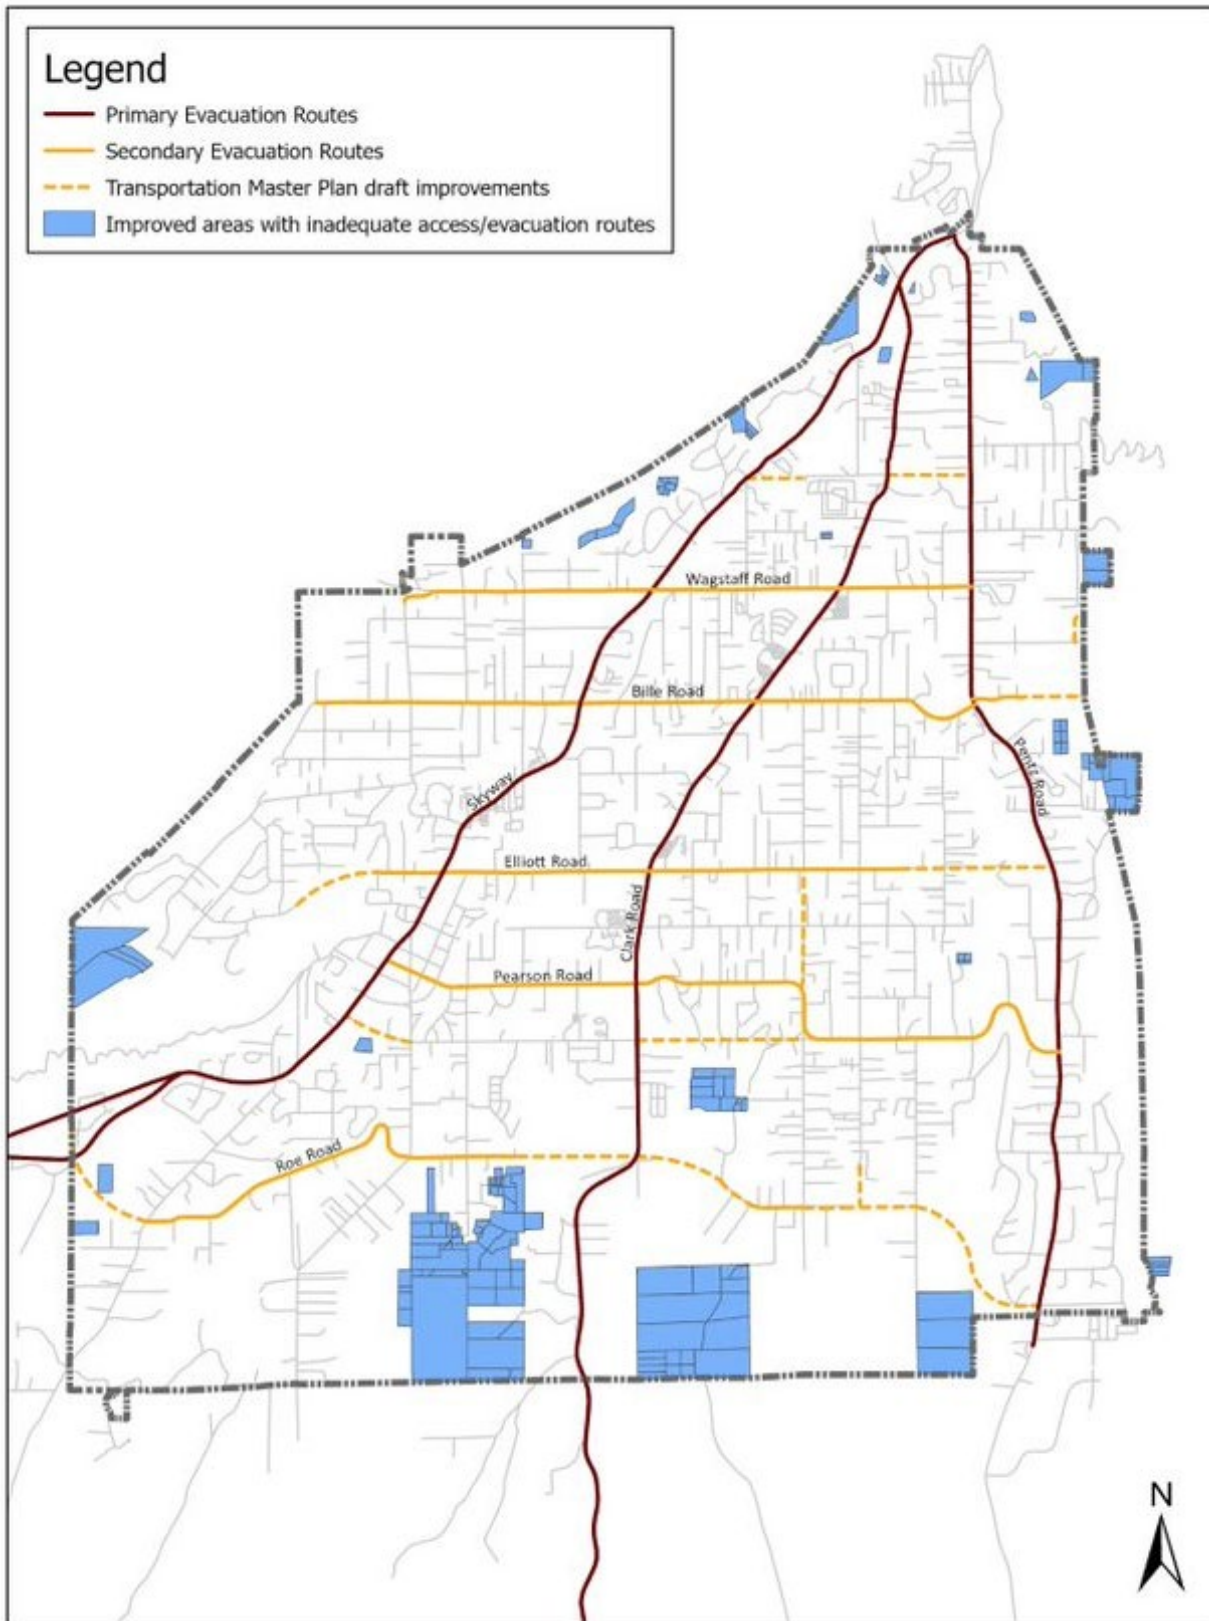 Legend
Primary Evacuation Routes
Secondary Evacuation Routes
Transportation Master Plan draft improvements
Improved areas with inadequate access/evacuation routes
Wagstaff Road
Bille Road
Pentz Road
Skyway
Elliott Road
Clark Road
Pearson Road
Roe Road
N